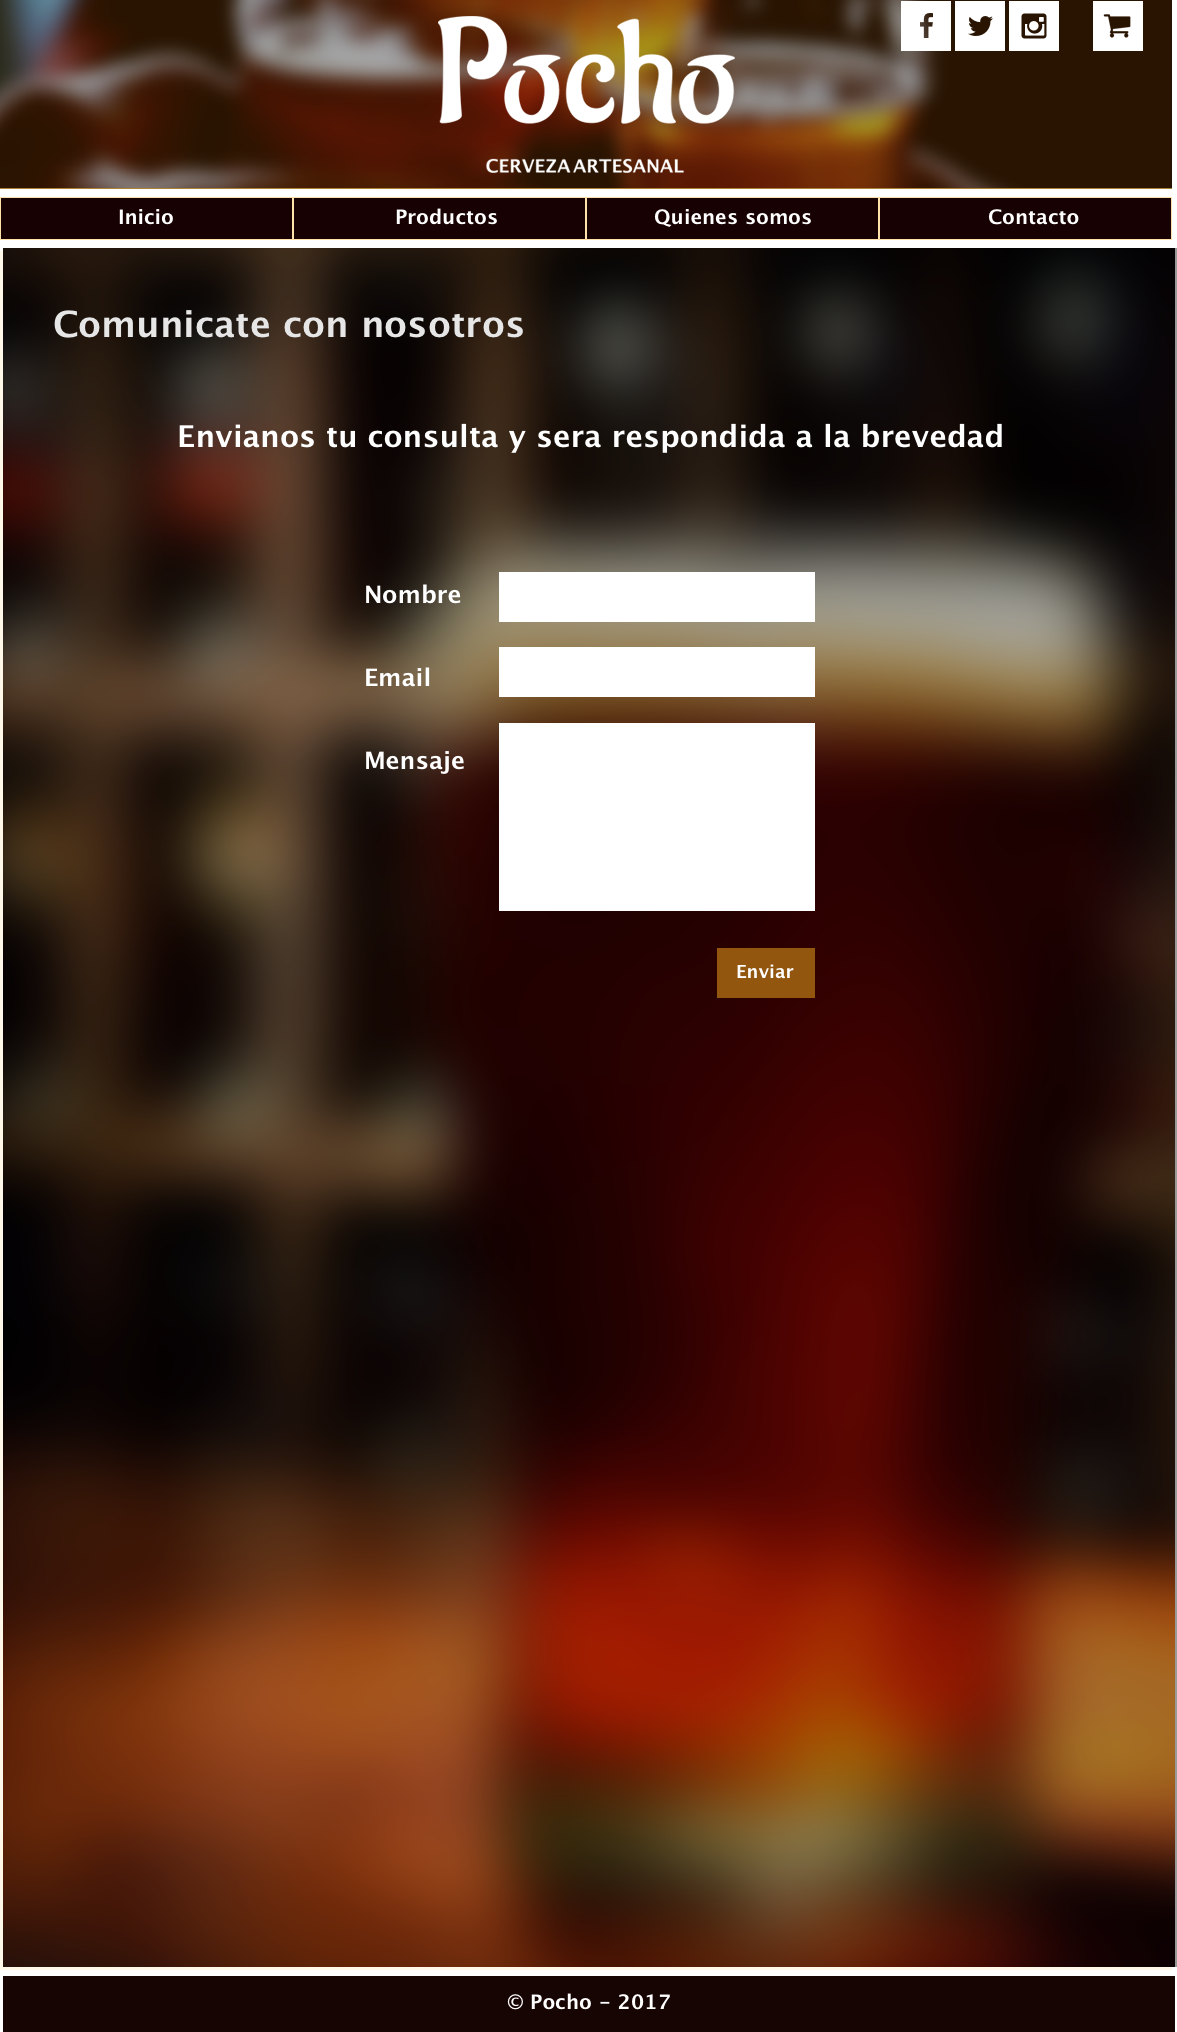 Pocho
CERVEZA ARTESANAL
Inicio
Productos
Quienes somos
Contacto
Comunicate con nosotros
Envianos tu consulta y sera respondida a la brevedad
Nombre
Email
Mensaje
Enviar
© Pocho - 2017